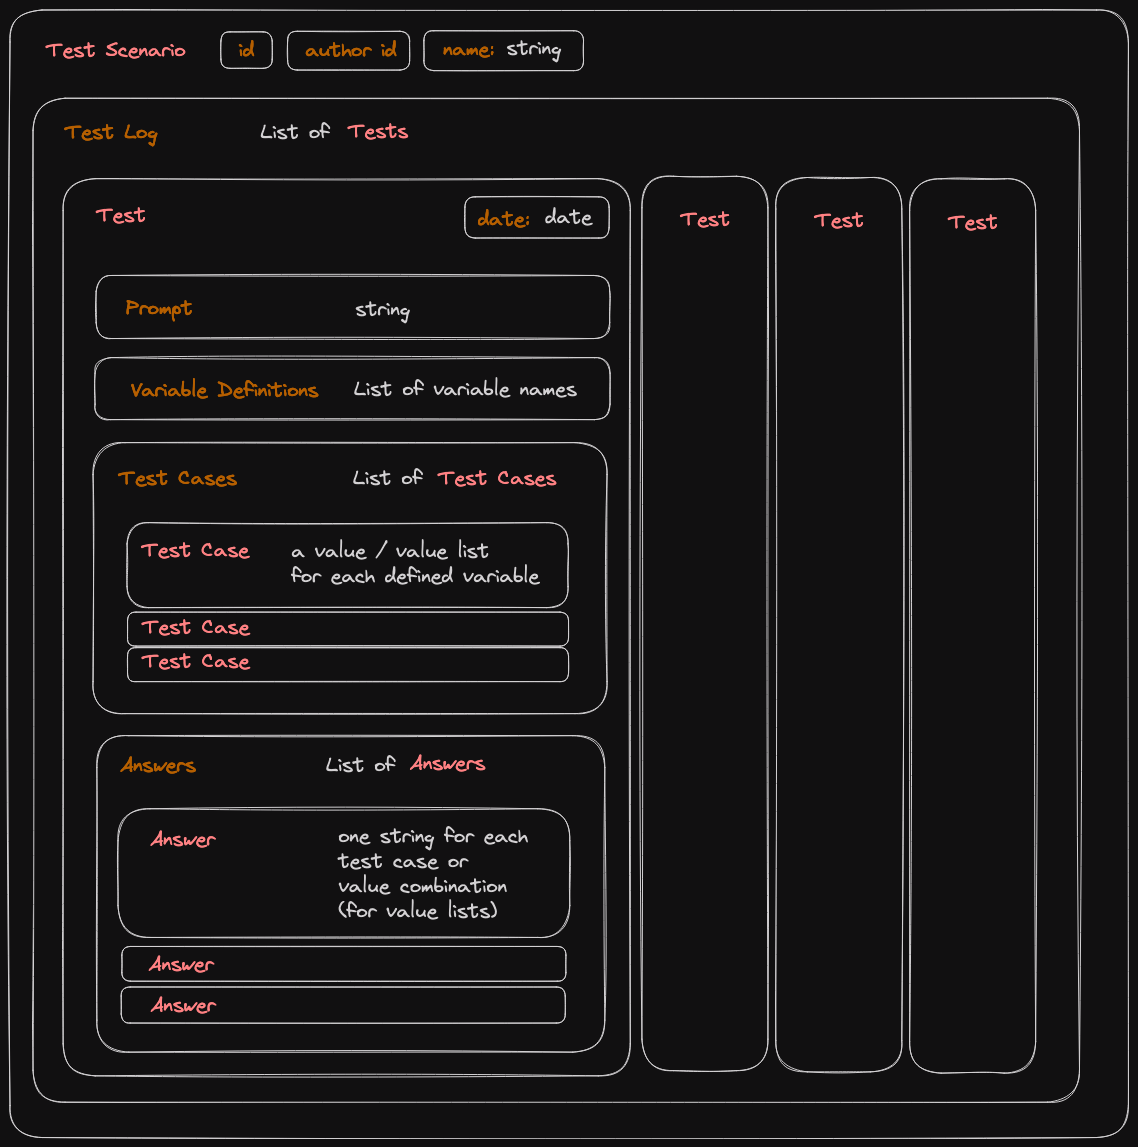 Test Scenario id author id name: string
Test Log List of Tests
Test date: date Test Test Test
Prompt string
Variable Definitions List of variable names
Test Cases List of Test Cases
Test Case a value / value list
for each defined variable
Test Case
Test Case
Answers List of Answers
Answer one string for each
test case or
value combination
(for value lists)
Answer
Answer